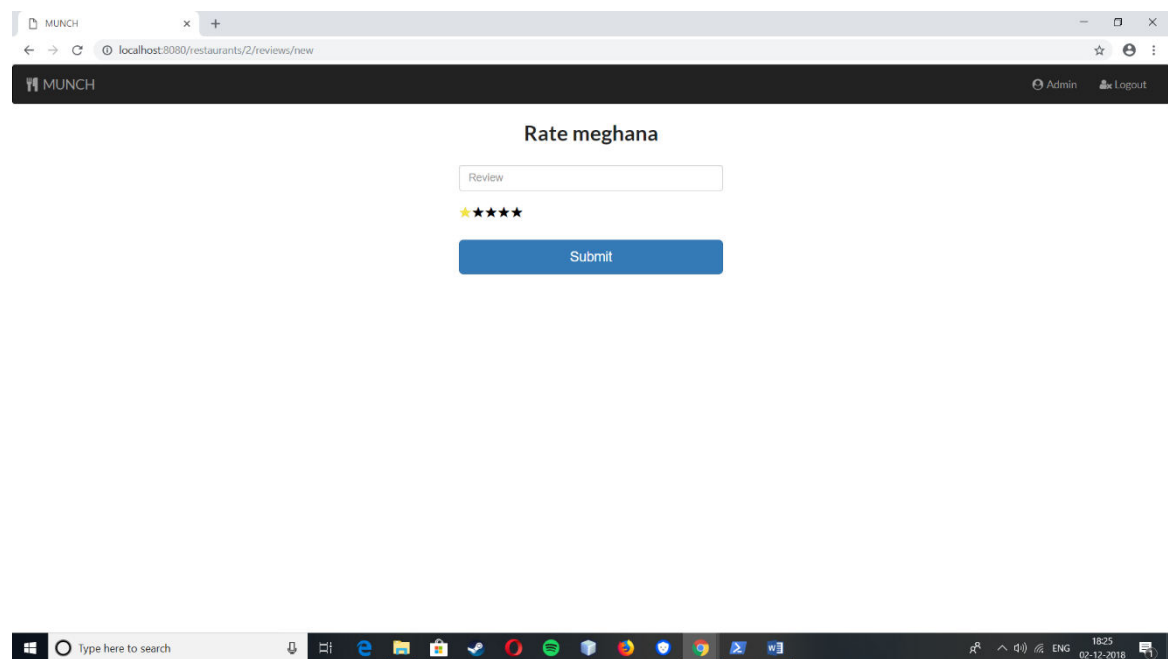 MUNCH
localhost:8080/restaurants/2/reviews/new
MUNCH
Admin
Logout
Rate meghana
Review
Submit
Type here to search
ENG
18:25
02-12-2018